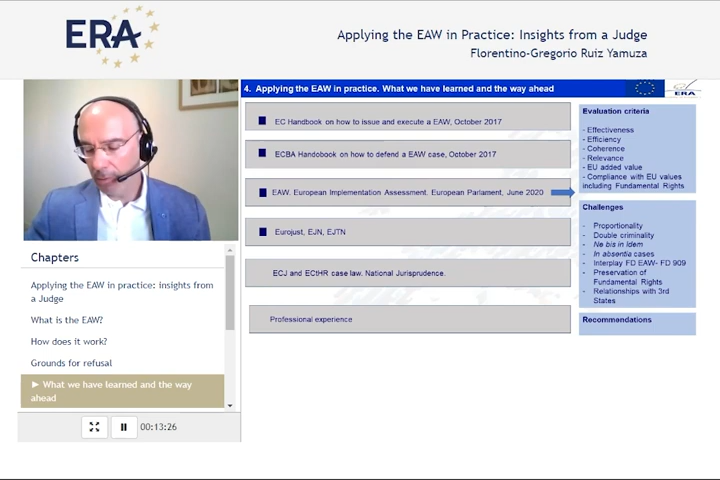 ERA
Applying the EAW in Practice: Insights from a Judge
Florentino-Gregorio Ruiz Yamuza
4. Applying the EAW in practice. What we have learned and the way ahead
ERA
EC Handbook on how to issue and execute a EAW, October 2017
ECBA Handobook on how to defend a EAW case, October 2017
EAW. European Implementation Assessment. European Parlament, June 2020
Eurojust, EJN, EJTN
ECJ and ECtHR case law. National Jurisprudence.
Professional experience
Evaluation criteria
- Effectiveness
- Efficiency
- Coherence
- Relevance
- EU added value
- Compliance with EU values
including Fundamental Rights
Challenges
- Proportionality
- Double criminality
- Ne bis in Idem
- In absentia cases
- Interplay FD EAW- FD 909
- Preservation of
Fundamental Rights
- Relationships with 3rd
States
Recommendations
Chapters
Applying the EAW in practice: insights from
a Judge
What is the EAW?
How does it work?
Grounds for refusal
► What we have learned and the way
ahead
00:13:26